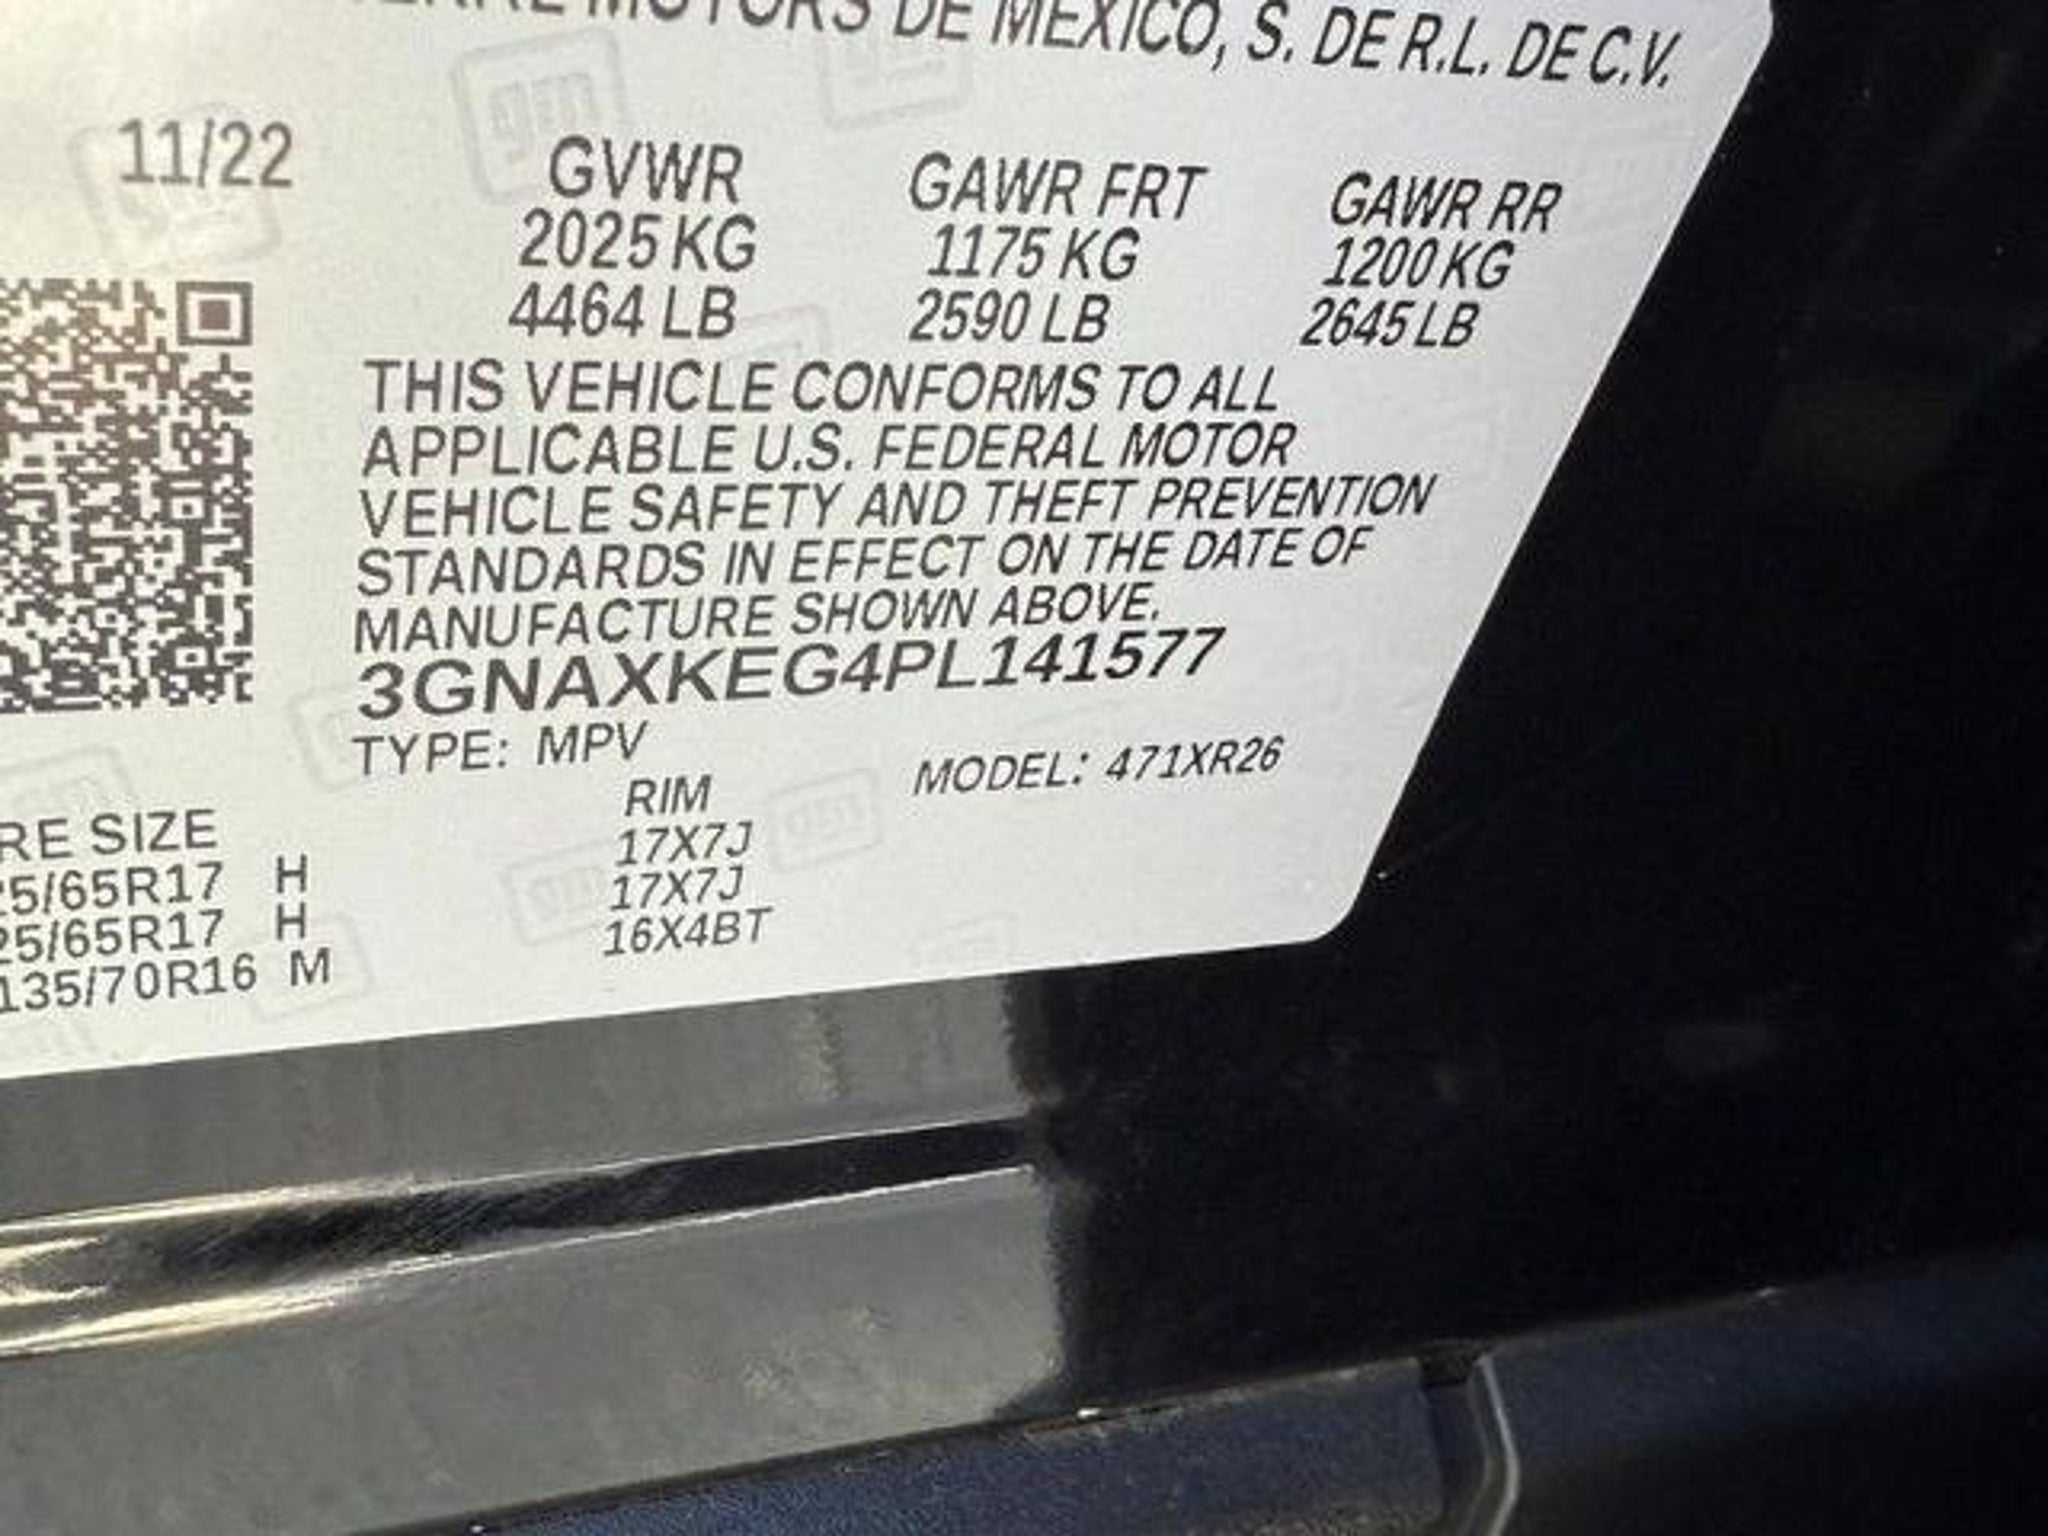 MOTORS DE MEXICO, S. DE R.L. DE C.V.
11/22
GVWR GAWR FRT GAWR RR
2025 KG 1175 KG 1200 KG
4464 LB 2590 LB 2645 LB
THIS VEHICLE CONFORMS TO ALL
APPLICABLE U.S. FEDERAL MOTOR
VEHICLE SAFETY AND THEFT PREVENTION
STANDARDS IN EFFECT ON THE DATE OF
MANUFACTURE SHOWN ABOVE.
3GNAXKEG4PL141577
TYPE: MPV MODEL: 471XR26
RE SIZE RIM
25/65R17 H 17X7J
25/65R17 H 17X7J
135/70R16 M 16X4BT